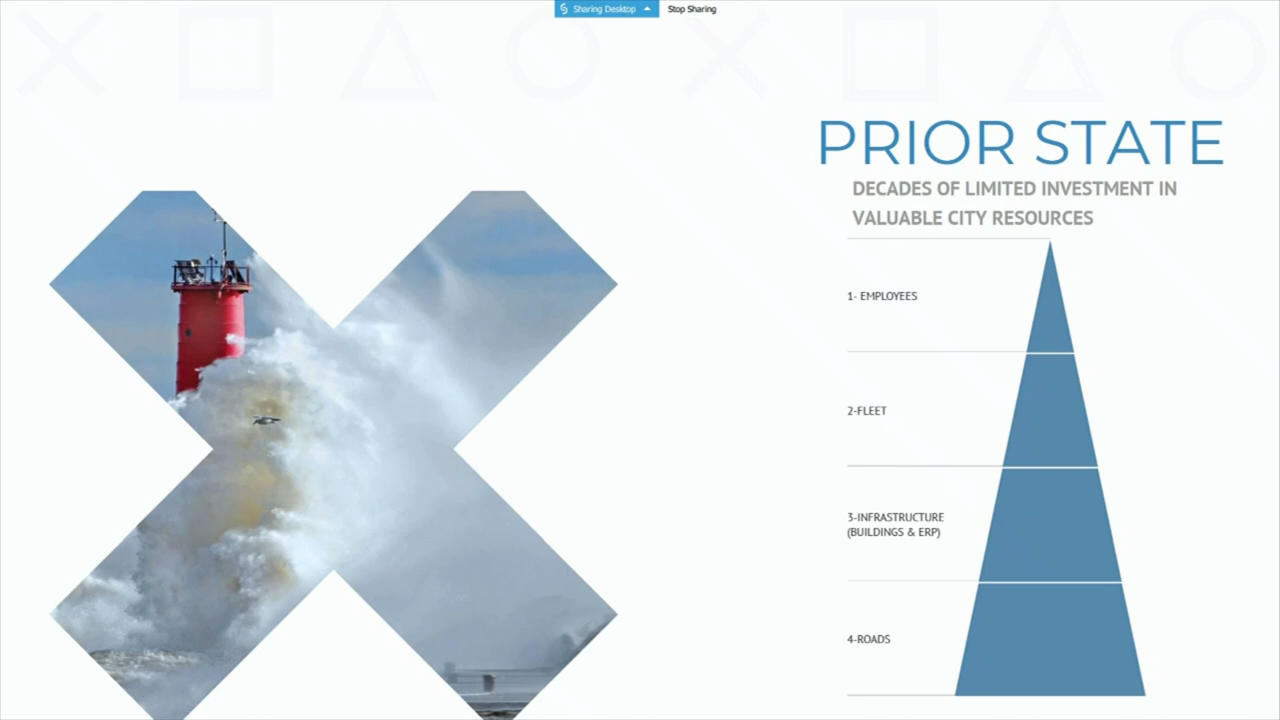 Sharing Desktop
Stop Sharing
PRIOR STATE
DECADES OF LIMITED INVESTMENT IN
VALUABLE CITY RESOURCES
1- EMPLOYEES
2-FLEET
3-INFRASTRUCTURE
(BUILDINGS & ERP)
4-ROADS